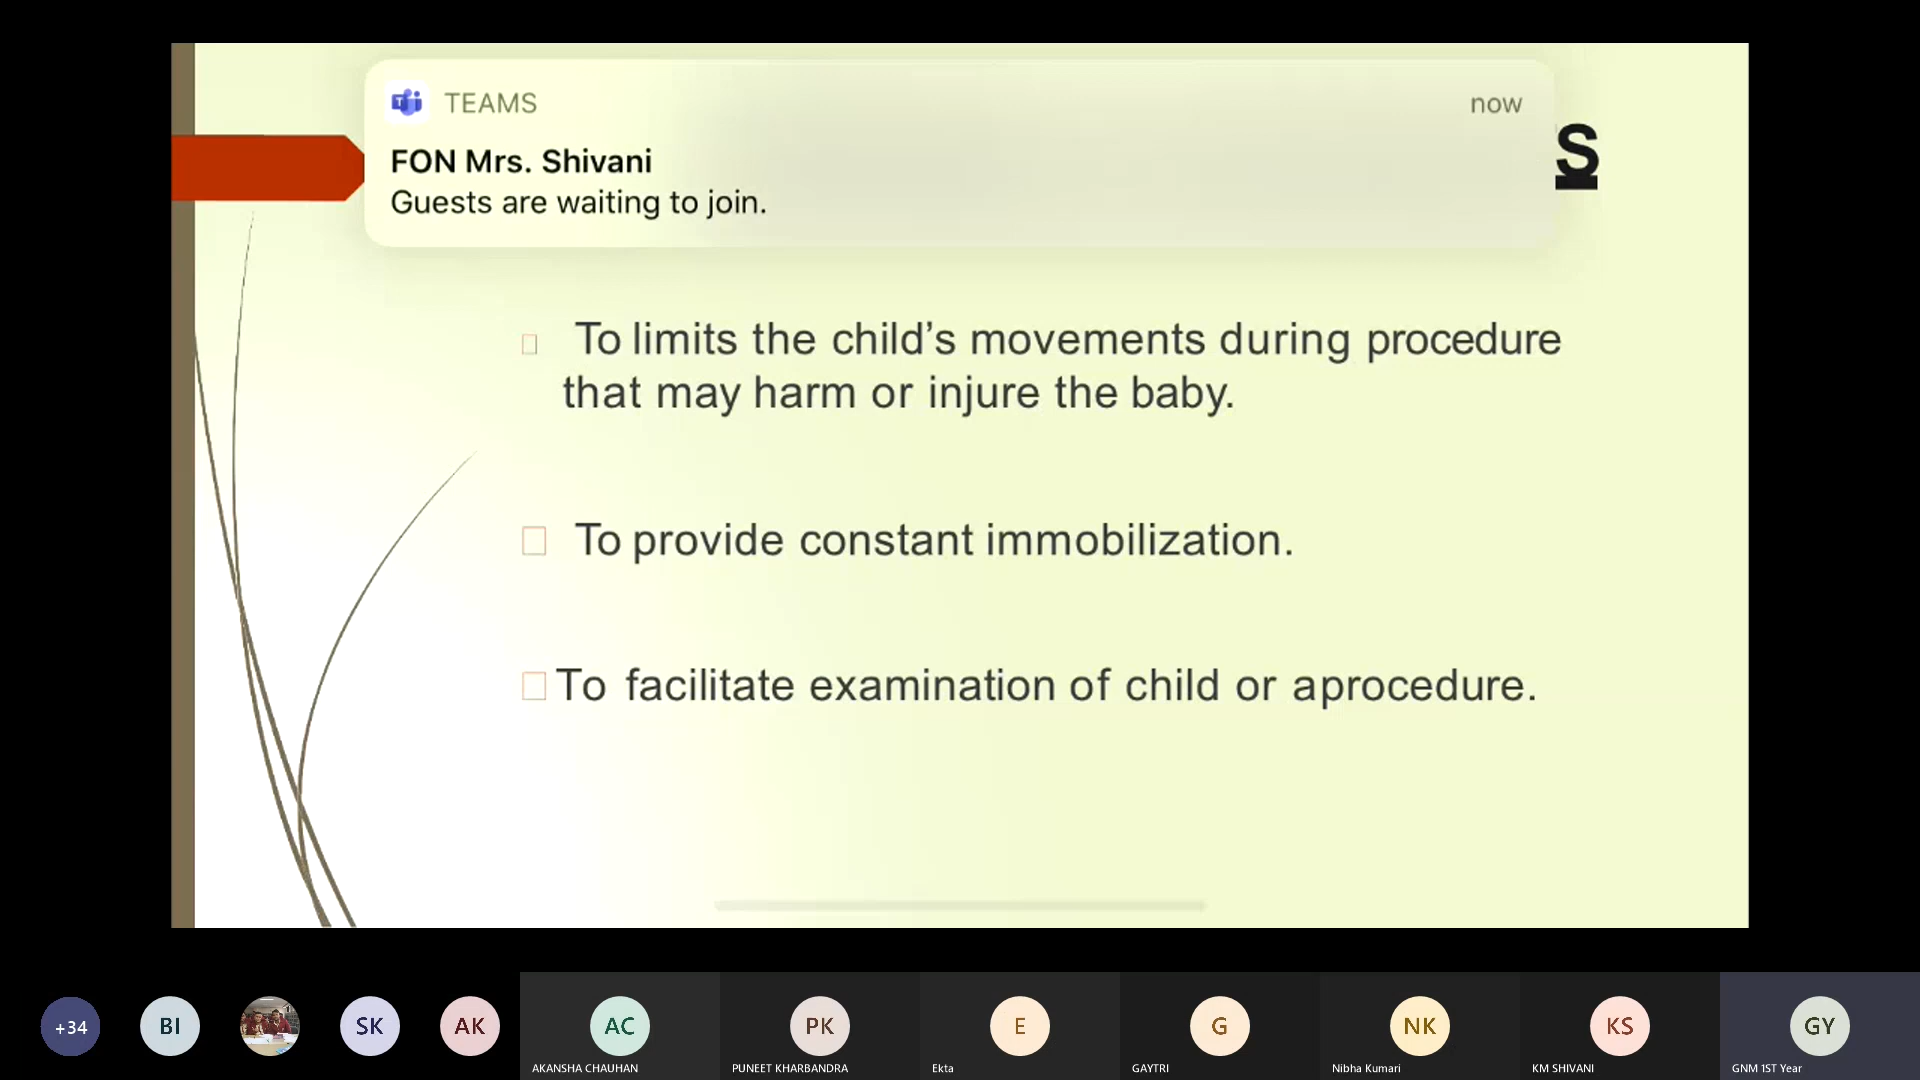 TEAMS
now
FON Mrs. Shivani
Guests are waiting to join.
S
To limits the child’s movements during procedure
that may harm or injure the baby.
To provide constant immobilization.
To facilitate examination of child or aprocedure.
+34
BI
SK
AK
AC
PK
E
G
NK
KS
GY
AKANSHA CHAUHAN
PUNEET KHARBANDRA
Ekta
GAYTRI
Nibha Kumari
KM SHIVANI
GNM 1ST Year